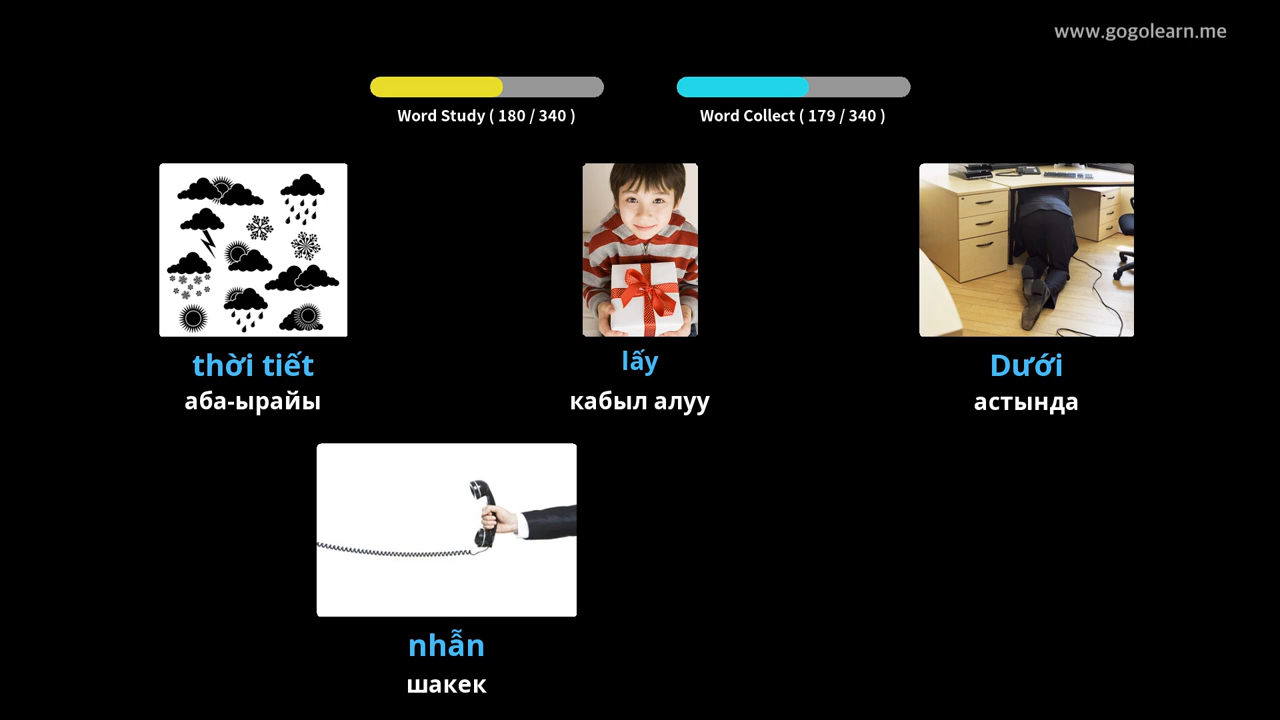 www.gogolearn.me
Word Study ( 180 / 340 )
Word Collect ( 179 / 340 )
thời tiết
аба-ырайы
lấy
кабыл алуу
Dưới
астында
nhẫn
шакек